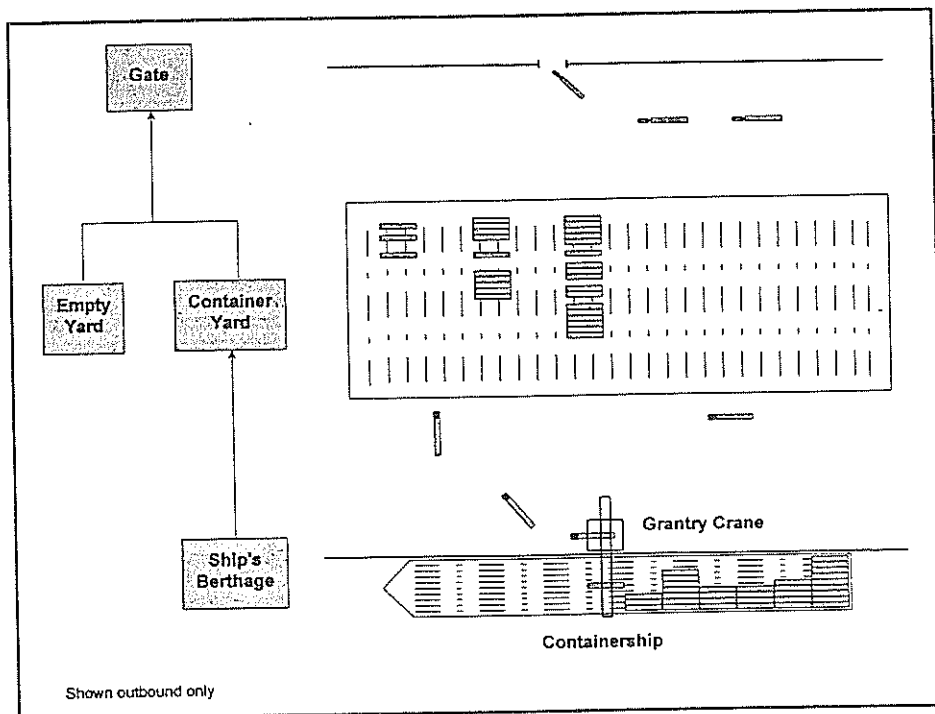 Gate
Empty
Yard
Container
Yard
Grantry Crane
Ship's
Berthage
Containership
Shown outbound only